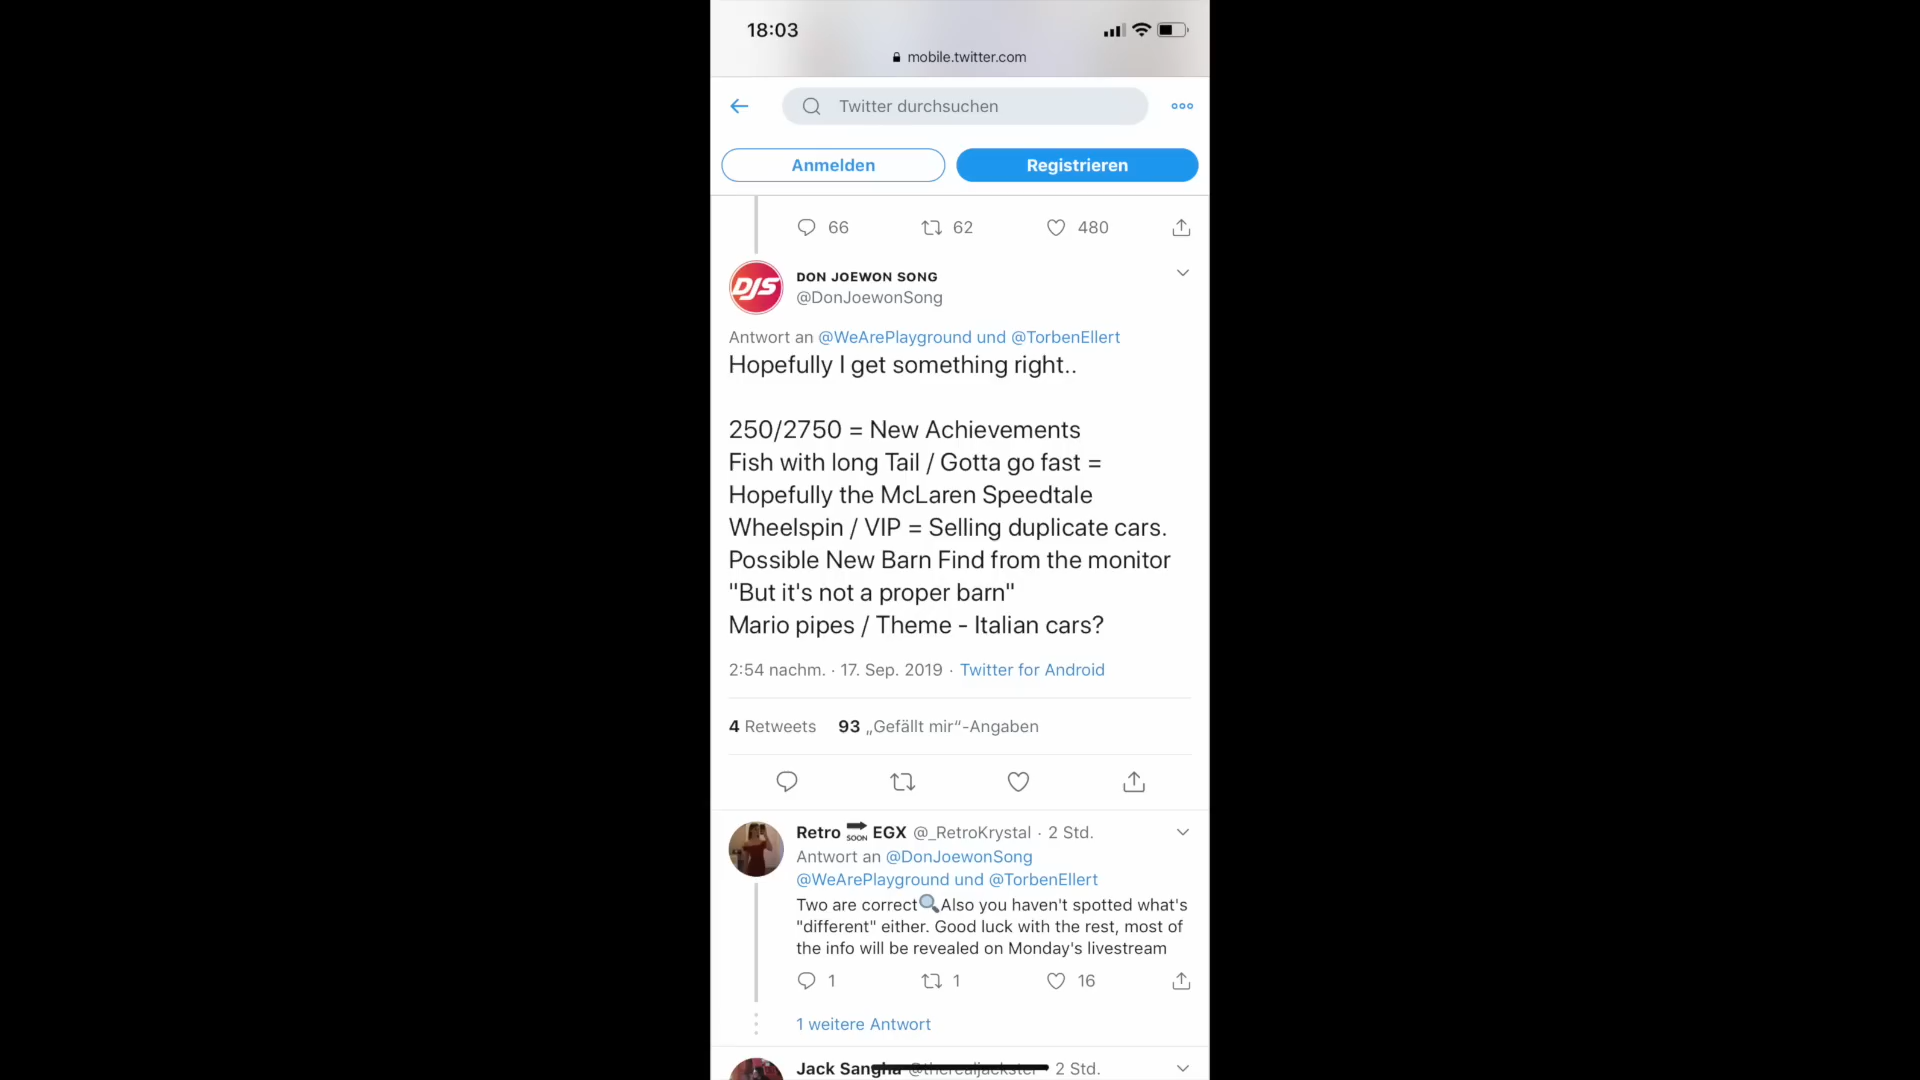 18:03
mobile.twitter.com
Twitter durchsuchen
Anmelden
Registrieren
66 62 480
DJS
DON JOEWON SONG
@DonJoewonSong
Antwort an @WeArePlayground und @TorbenEllert
Hopefully I get something right..
250/2750 = New Achievements
Fish with long Tail / Gotta go fast =
Hopefully the McLaren Speedtale
Wheelspin / VIP = Selling duplicate cars.
Possible New Barn Find from the monitor
"But it's not a proper barn"
Mario pipes / Theme - Italian cars?
2:54 nachm. · 17. Sep. 2019 · Twitter for Android
4 Retweets 93 „Gefällt mir“-Angaben
Retro SOON EGX @_RetroKrystal · 2 Std.
Antwort an @DonJoewonSong
@WeArePlayground und @TorbenEllert
Two are correct🔍Also you haven't spotted what's
"different" either. Good luck with the rest, most of
the info will be revealed on Monday's livestream
1 1 16
1 weitere Antwort
Jack Sangha @therealjackster · 2 Std.